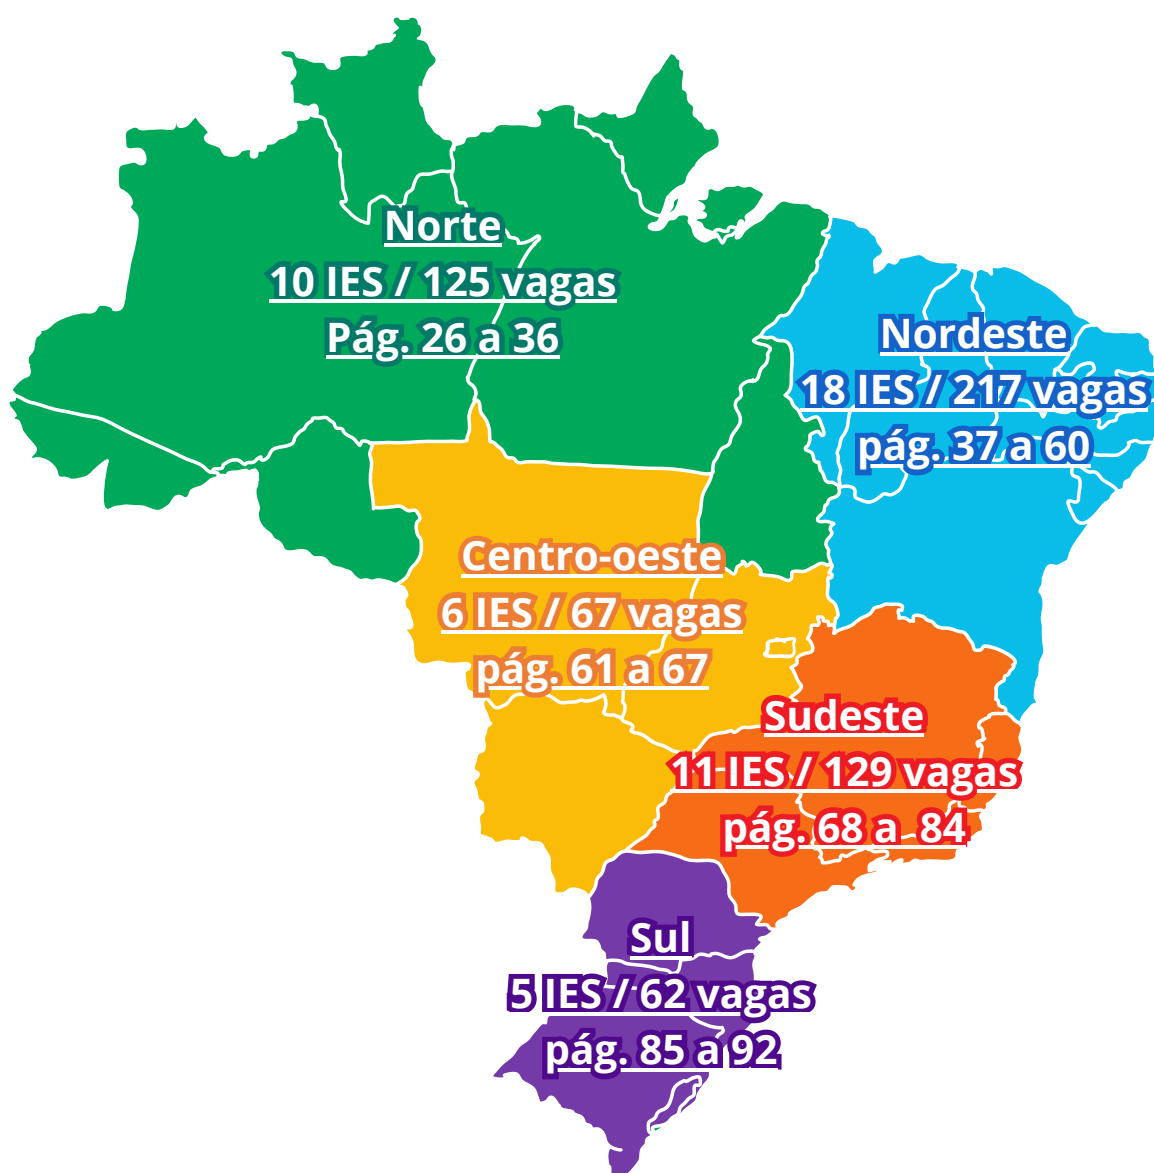 Norte
10 IES / 125 vagas
Pág. 26 a 36
Nordeste
18 IES / 217 vagas
pág. 37 a 60
Centro-oeste
6 IES / 67 vagas
pág. 61 a 67
Sudeste
11 IES / 129 vagas
pág. 68 a  84
Sul
5 IES / 62 vagas
pág. 85 a 92